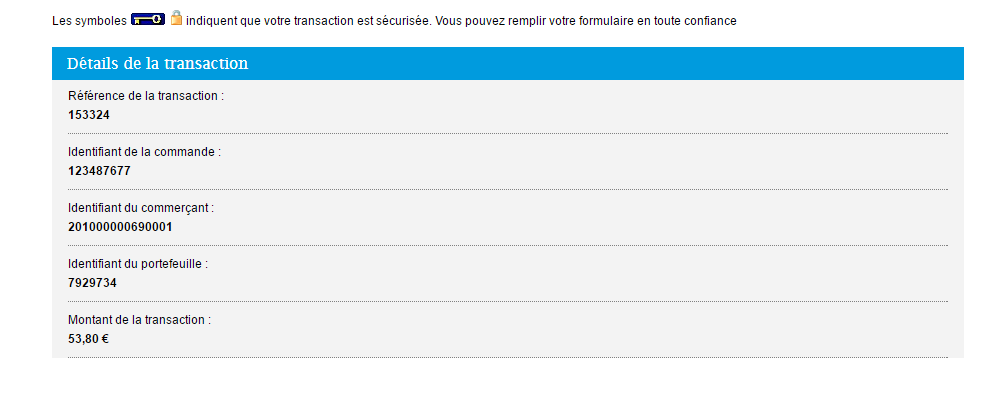 Les symboles indiquent que votre transaction est sécurisée. Vous pouvez remplir votre formulaire en toute confiance
Détails de la transaction
Référence de la transaction :
153324
Identifiant de la commande :
123487677
Identifiant du commerçant :
201000000690001
Identifiant du portefeuille :
7929734
Montant de la transaction :
53,80 €